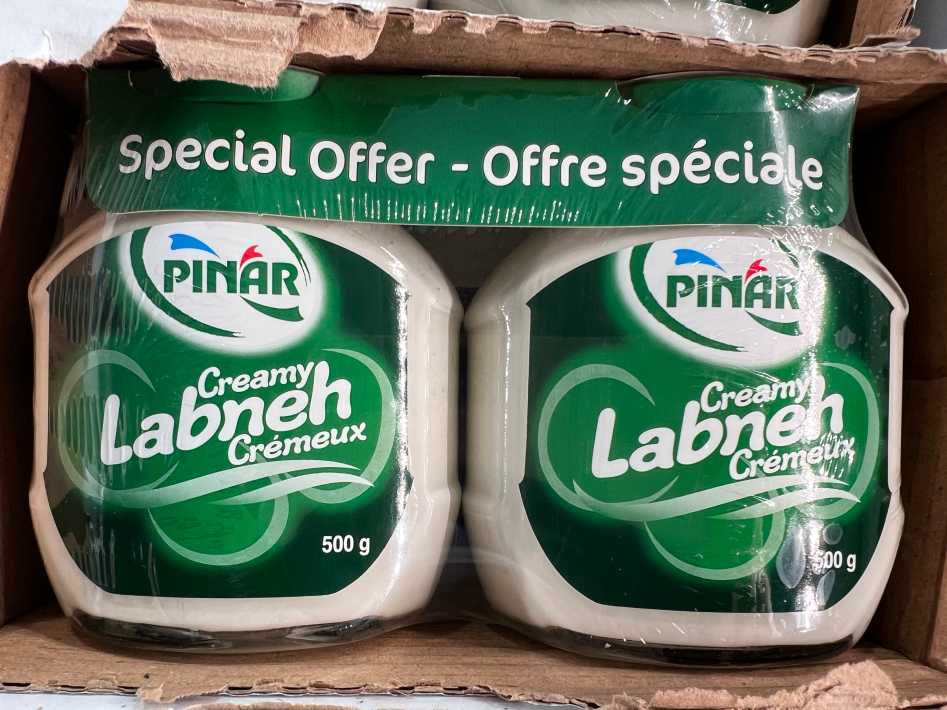 Special Offer - Offre spéciale
PINAR
Creamy
Labneh
Crémeux
500 g
PINAR
Creamy
Labneh
Crémeux
500 g